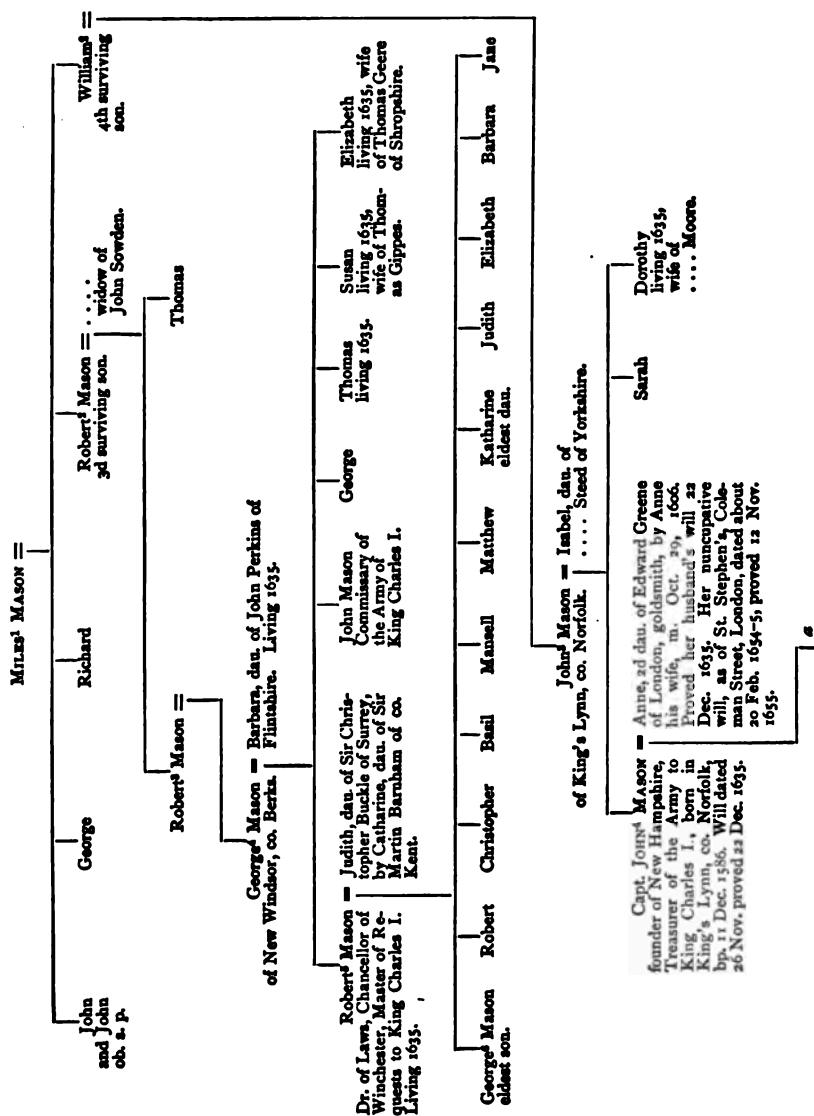 MILES¹ MASON =
John
and John
ob. s. p.
George
Richard
Robert² Mason = . . . . .
3d surviving son.
widow of
John Sowden.
William² =
4th surviving
son.
Robert³ Mason =
Thomas
George⁴ Mason = Barbara, dau. of John Perkins of
of New Windsor, co. Berks.
Flintshire. Living 1635.
Robert⁵ Mason = Judith, dau. of Sir Chris-
Dr. of Laws, Chancellor of
Winchester, Master of Re-
quests to King Charles I.
Living 1635.
topher Buckle of Surrey,
by Catharine, dau. of Sir
Martin Barnham of co.
Kent.
John Mason
Commissary of
the Army of
King Charles I.
George
Thomas
living 1635.
Susan
living 1635,
wife of Thom-
as Gippes.
Elizabeth
living 1635, wife
of Thomas Geere
of Shropshire.
George⁶ Mason
eldest son.
Robert
Christopher
Basil
Mansell
Matthew
Katharine
eldest dau.
Judith
Elizabeth
Barbara
Jane
John³ Mason = Isabel, dau. of
of King's Lynn, co. Norfolk.
. . . . Steed of Yorkshire.
Capt. JOHN⁴ MASON = Anne, 2d dau. of Edward Greene
founder of New Hampshire,
Treasurer of the Army to
King Charles I., born in
King's Lynn, co. Norfolk,
bp. 11 Dec. 1586. Will dated
26 Nov. proved 22 Dec. 1635.
of London, goldsmith, by Anne
his wife, m. Oct. 29, 1606.
Proved her husband's will 22
Dec. 1635. Her nuncupative
will, as of St. Stephen's, Cole-
man Street, London, dated about
20 Feb. 1654-5, proved 12 Nov.
1655.
Sarah
Dorothy
living 1635,
wife of
. . . . Moore.
a